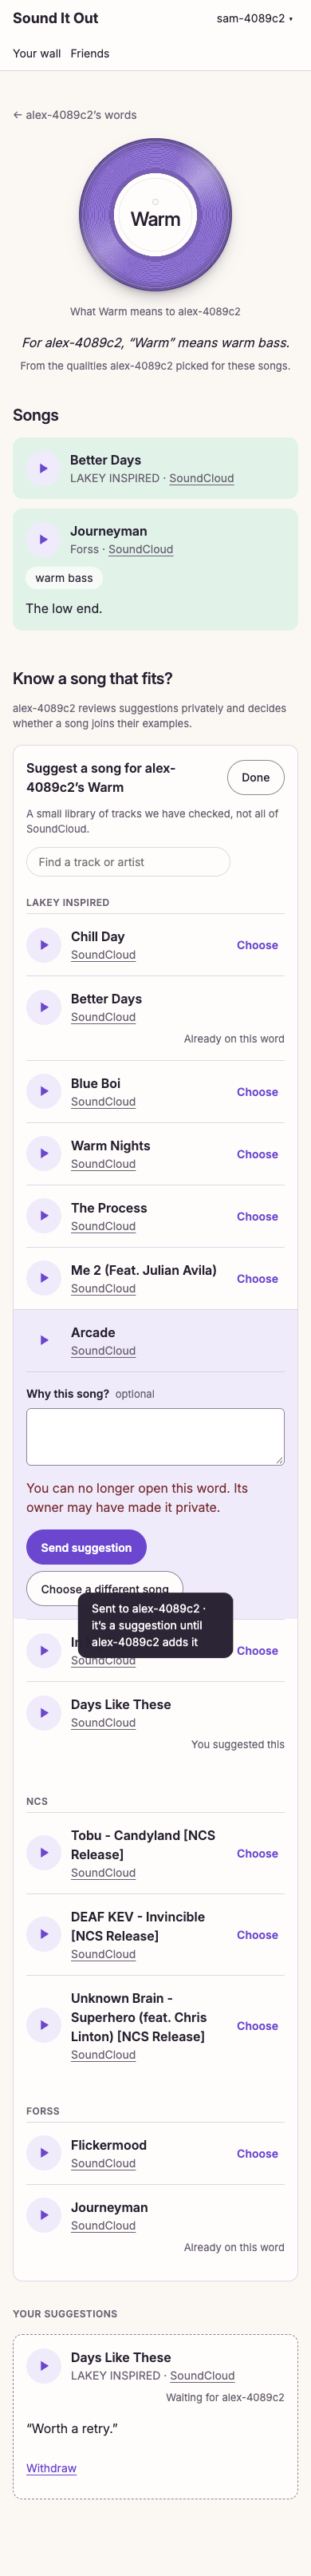 Sound It Out
sam-4089c2 ▾
Your wall Friends
← alex-4089c2's words
Warm
What Warm means to alex-4089c2
For alex-4089c2, “Warm” means warm bass.
From the qualities alex-4089c2 picked for these songs.
Songs
Better Days
LAKEY INSPIRED · SoundCloud
Journeyman
Forss · SoundCloud
warm bass
The low end.
Know a song that fits?
alex-4089c2 reviews suggestions privately and decides
whether a song joins their examples.
Suggest a song for alex-
4089c2's Warm
Done
A small library of tracks we have checked, not all of
SoundCloud.
Find a track or artist
LAKEY INSPIRED
Chill Day
SoundCloud
Choose
Better Days
SoundCloud
Already on this word
Blue Boi
SoundCloud
Choose
Warm Nights
SoundCloud
Choose
The Process
SoundCloud
Choose
Me 2 (Feat. Julian Avila)
SoundCloud
Choose
Arcade
SoundCloud
Why this song? optional
You can no longer open this word. Its
owner may have made it private.
Send suggestion
Choose a different song
Sent to alex-4089c2 ·
it's a suggestion until
alex-4089c2 adds it
SoundCloud
Choose
Days Like These
SoundCloud
You suggested this
NCS
Tobu - Candyland [NCS
Release]
SoundCloud
Choose
DEAF KEV - Invincible
[NCS Release]
SoundCloud
Choose
Unknown Brain -
Superhero (feat. Chris
Linton) [NCS Release]
SoundCloud
Choose
FORSS
Flickermood
SoundCloud
Choose
Journeyman
SoundCloud
Already on this word
YOUR SUGGESTIONS
Days Like These
LAKEY INSPIRED · SoundCloud
Waiting for alex-4089c2
“Worth a retry.”
Withdraw